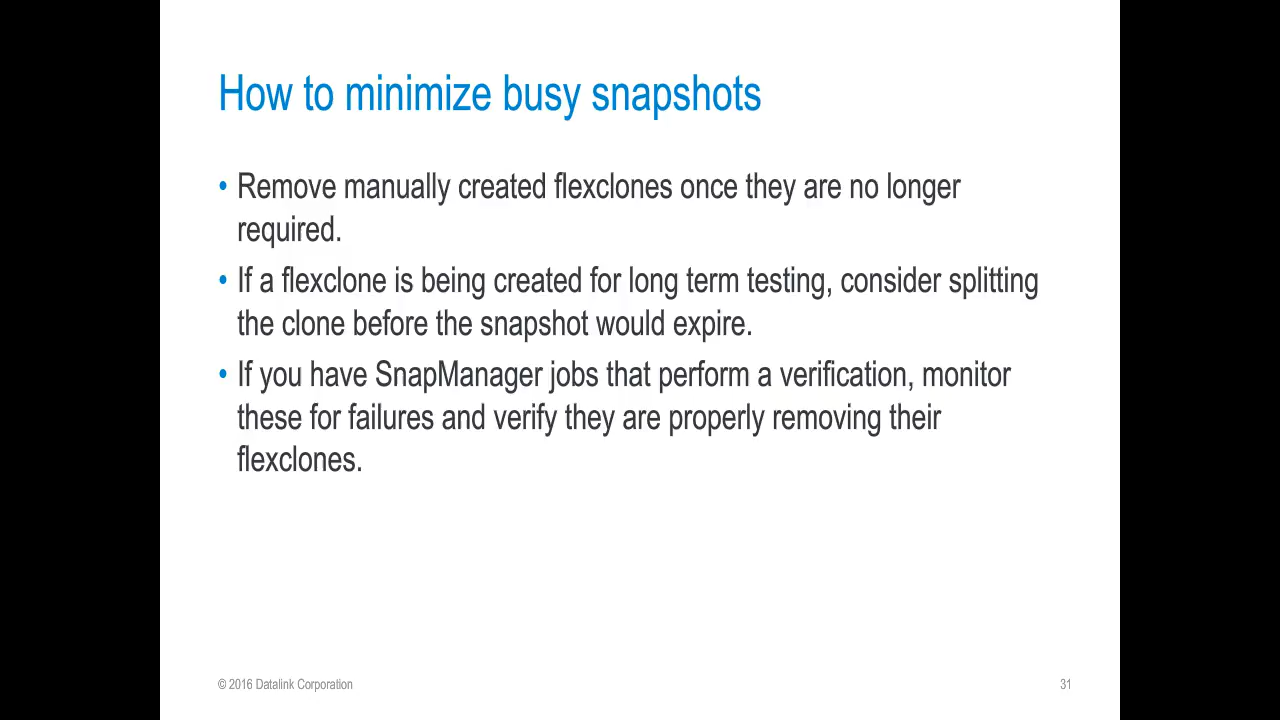 How to minimize busy snapshots
• Remove manually created flexclones once they are no longer
required.
• If a flexclone is being created for long term testing, consider splitting
the clone before the snapshot would expire.
• If you have SnapManager jobs that perform a verification, monitor
these for failures and verify they are properly removing their
flexclones.
© 2016 Datalink Corporation
31